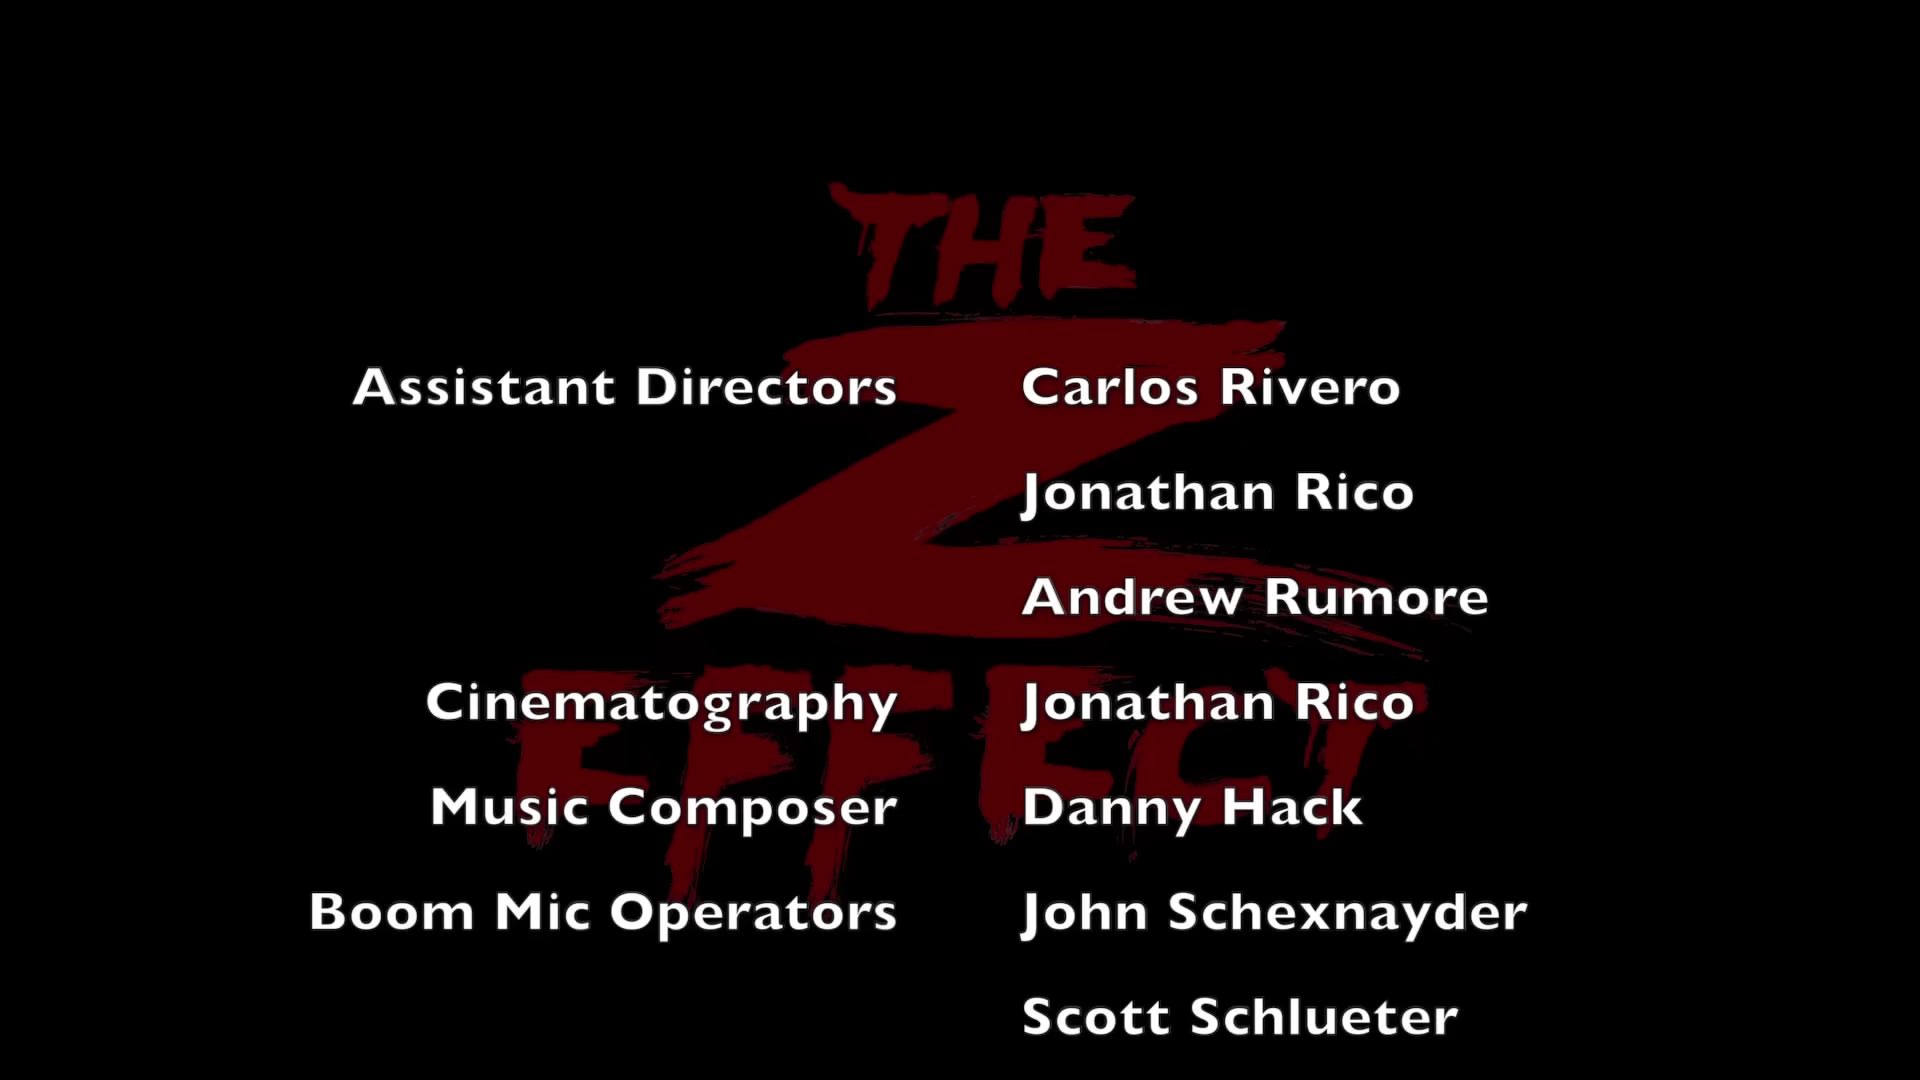 THE
Z
EFFECT
Assistant Directors Carlos Rivero
Jonathan Rico
Andrew Rumore
Cinematography Jonathan Rico
Music Composer Danny Hack
Boom Mic Operators John Schexnayder
Scott Schlueter